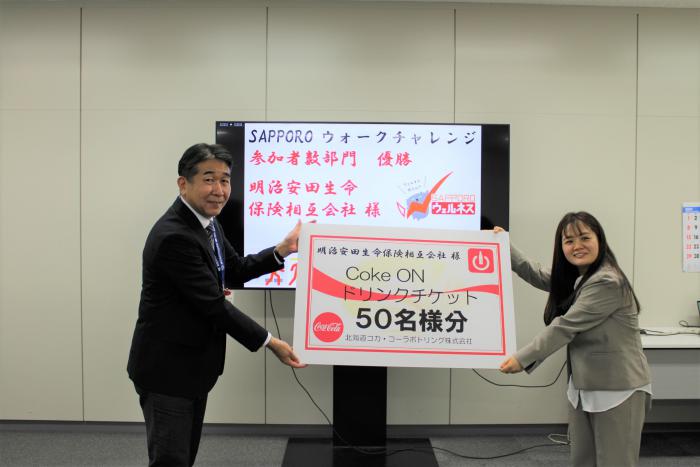 SAPPORO ウォークチャレンジ
参加者数部門 優勝
明治安田生命
保険相互会社 様
SAPPORO
ウェルネス
明治安田生命保険相互会社 様
Coke ON
ドリンクチケット
50名様分
Coca-Cola
北海道コカ・コーラボトリング株式会社